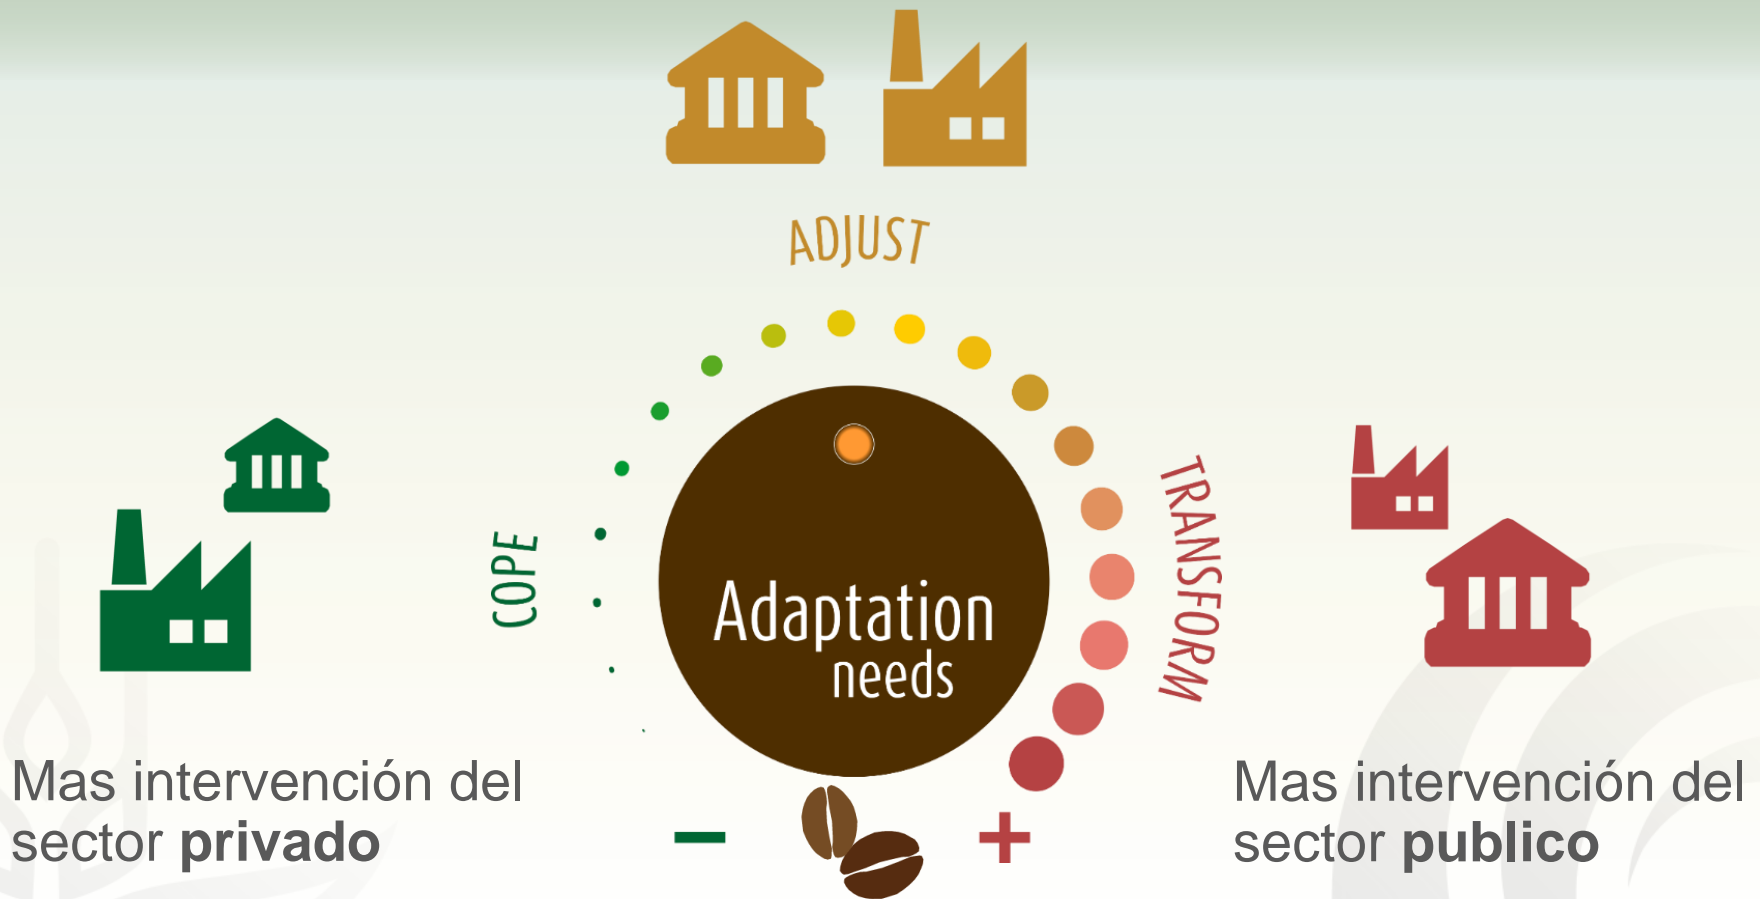 ADJUST
COPE
TRANSFORM
Adaptation
needs
Mas intervención del
sector privado
− +
Mas intervención del
sector publico